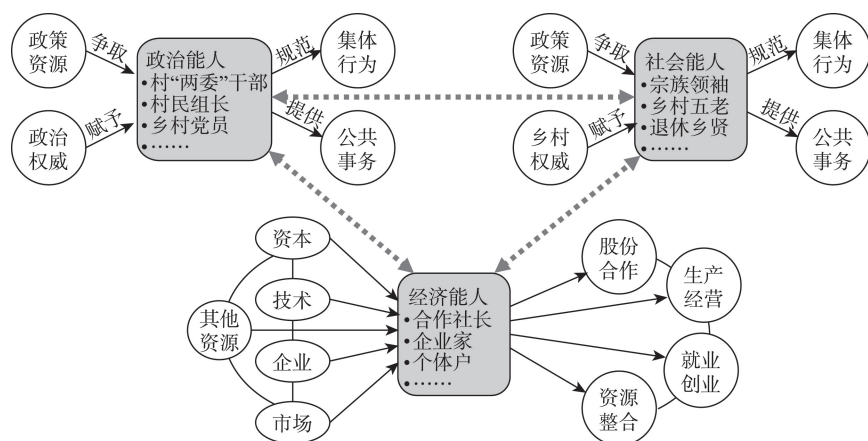 政策
资源
争取
政治
权威
赋予
政治能人
•村“两委”干部
•村民组长
•乡村党员
•……
规范
集体
行为
提供
公共
事务
政策
资源
争取
乡村
权威
赋予
社会能人
•宗族领袖
•乡村五老
•退休乡贤
•……
规范
集体
行为
提供
公共
事务
其他
资源
资本
技术
企业
市场
经济能人
•合作社长
•企业家
•个体户
•……
股份
合作
生产
经营
就业
创业
资源
整合